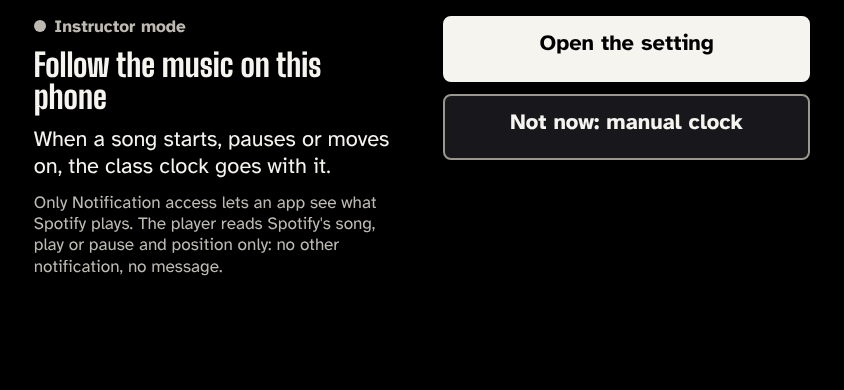 Instructor mode
Follow the music on this
phone
When a song starts, pauses or moves
on, the class clock goes with it.
Only Notification access lets an app see what
Spotify plays. The player reads Spotify's song,
play or pause and position only: no other
notification, no message.
Open the setting
Not now: manual clock